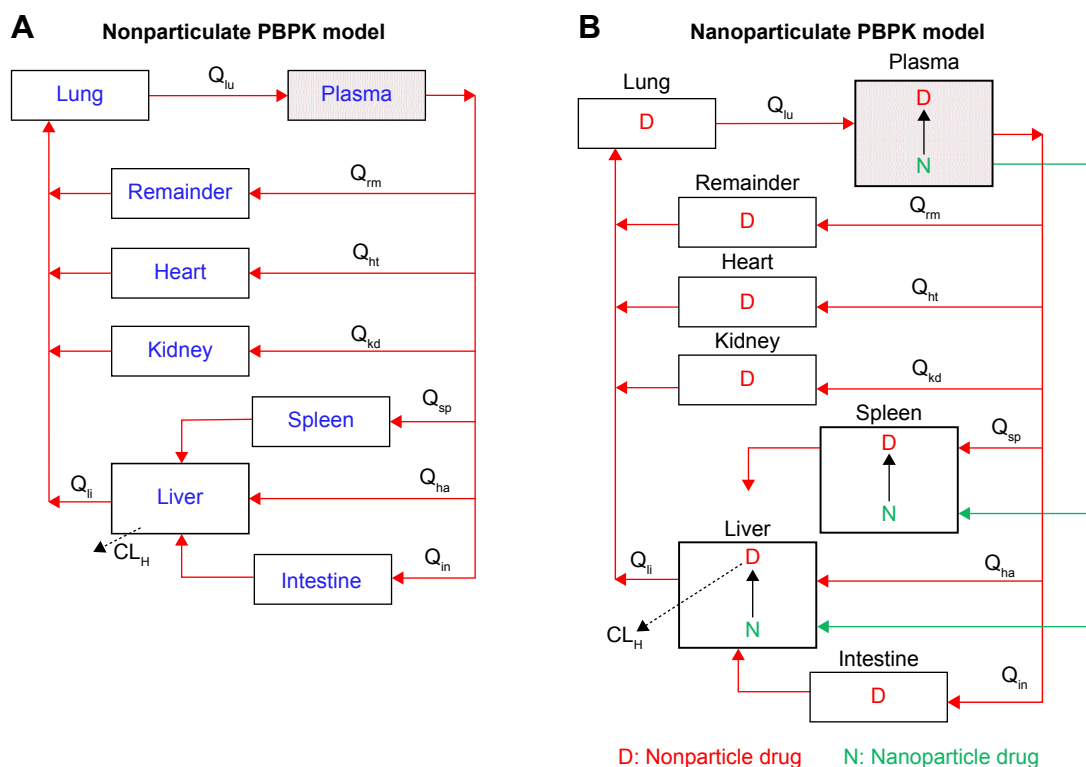 A
Nonparticulate PBPK model
Lung
Q_lu
Plasma
Remainder
Q_rm
Heart
Q_ht
Kidney
Q_kd
Spleen
Q_sp
Liver
Q_li
Q_ha
CL_H
Intestine
Q_in
B
Nanoparticulate PBPK model
Lung
D
Q_lu
Plasma
D
N
Remainder
D
Q_rm
Heart
D
Q_ht
Kidney
D
Q_kd
Spleen
D
N
Q_sp
Liver
D
N
Q_li
Q_ha
CL_H
Intestine
D
Q_in
D: Nonparticle drug
N: Nanoparticle drug